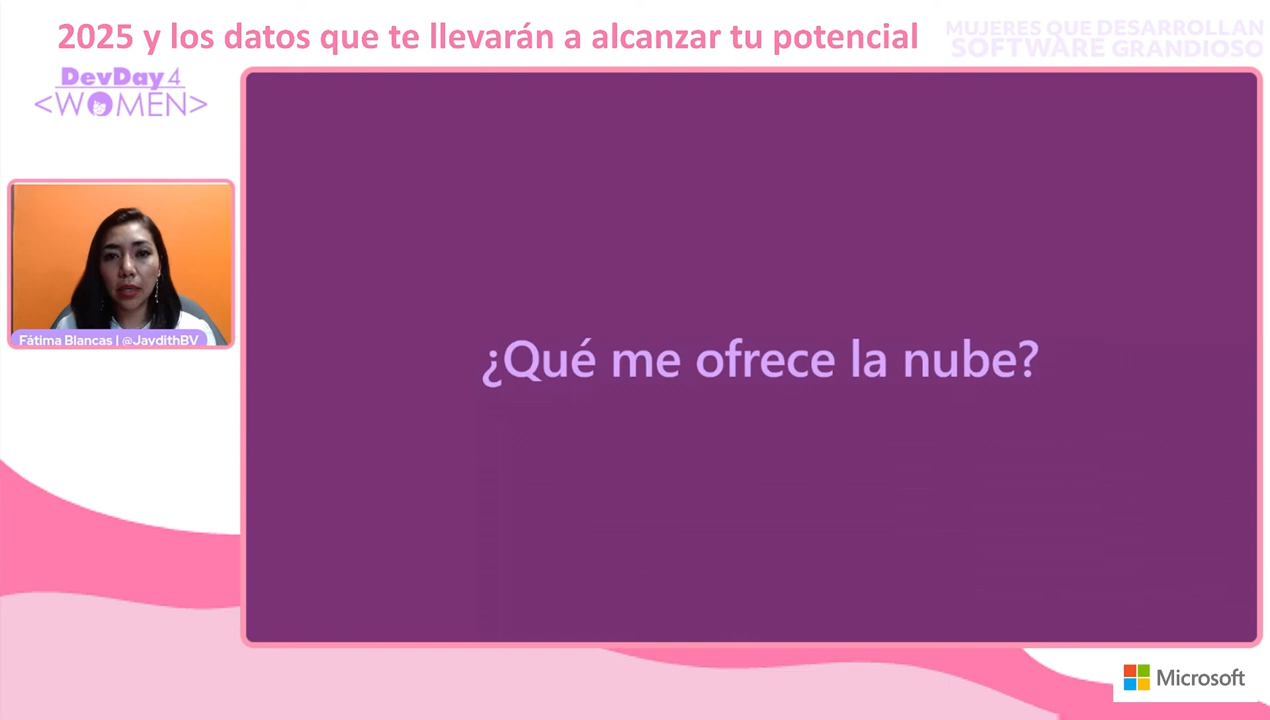 2025 y los datos que te llevarán a alcanzar tu potencial
MUJERES QUE DESARROLLAN
SOFTWARE GRANDIOSO
DevDay4
<WOMEN>
Fátima Blancas | @JaydithBV
¿Qué me ofrece la nube?
Microsoft